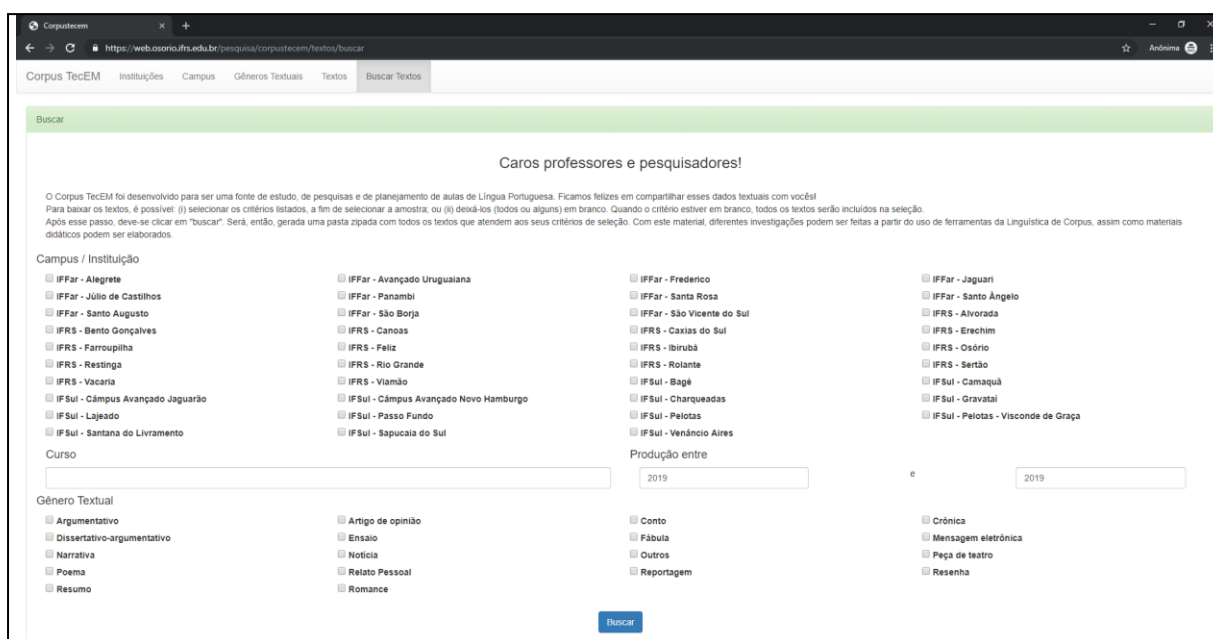 Corpustecem
https://web.osorio.ifrs.edu.br/pesquisa/corpustecem/textos/buscar Anônima
Corpus TecEM Instituições Campus Gêneros Textuais Textos Buscar Textos
Buscar
Caros professores e pesquisadores!
O Corpus TecEM foi desenvolvido para ser uma fonte de estudo, de pesquisas e de planejamento de aulas de Língua Portuguesa. Ficamos felizes em compartilhar esses dados textuais com vocês!
Para baixar os textos, é possível: (i) selecionar os critérios listados, a fim de selecionar a amostra; ou (ii) deixá-los (todos ou alguns) em branco. Quando o critério estiver em branco, todos os textos serão incluídos na seleção.
Após esse passo, deve-se clicar em "buscar". Será, então, gerada uma pasta zipada com todos os textos que atendem aos seus critérios de seleção. Com este material, diferentes investigações podem ser feitas a partir do uso de ferramentas da Linguística de Corpus, assim como materiais
didáticos podem ser elaborados.
Campus / Instituição
IFFar - Alegrete IFFar - Avançado Uruguaiana IFFar - Frederico IFFar - Jaguari
IFFar - Júlio de Castilhos IFFar - Panambi IFFar - Santa Rosa IFFar - Santo Ângelo
IFFar - Santo Augusto IFFar - São Borja IFFar - São Vicente do Sul IFRS - Alvorada
IFRS - Bento Gonçalves IFRS - Canoas IFRS - Caxias do Sul IFRS - Erechim
IFRS - Farroupilha IFRS - Feliz IFRS - Ibirubá IFRS - Osório
IFRS - Restinga IFRS - Rio Grande IFRS - Rolante IFRS - Sertão
IFRS - Vacaria IFRS - Viamão IFSul - Bagé IFSul - Camaquã
IFSul - Câmpus Avançado Jaguarão IFSul - Câmpus Avançado Novo Hamburgo IFSul - Charqueadas IFSul - Gravataí
IFSul - Lajeado IFSul - Passo Fundo IFSul - Pelotas IFSul - Pelotas - Visconde de Graça
IFSul - Santana do Livramento IFSul - Sapucaia do Sul IFSul - Venâncio Aires
Curso Produção entre
2019 e 2019
Gênero Textual
Argumentativo Artigo de opinião Conto Crônica
Dissertativo-argumentativo Ensaio Fábula Mensagem eletrônica
Narrativa Notícia Outros Peça de teatro
Poema Relato Pessoal Reportagem Resenha
Resumo Romance
Buscar